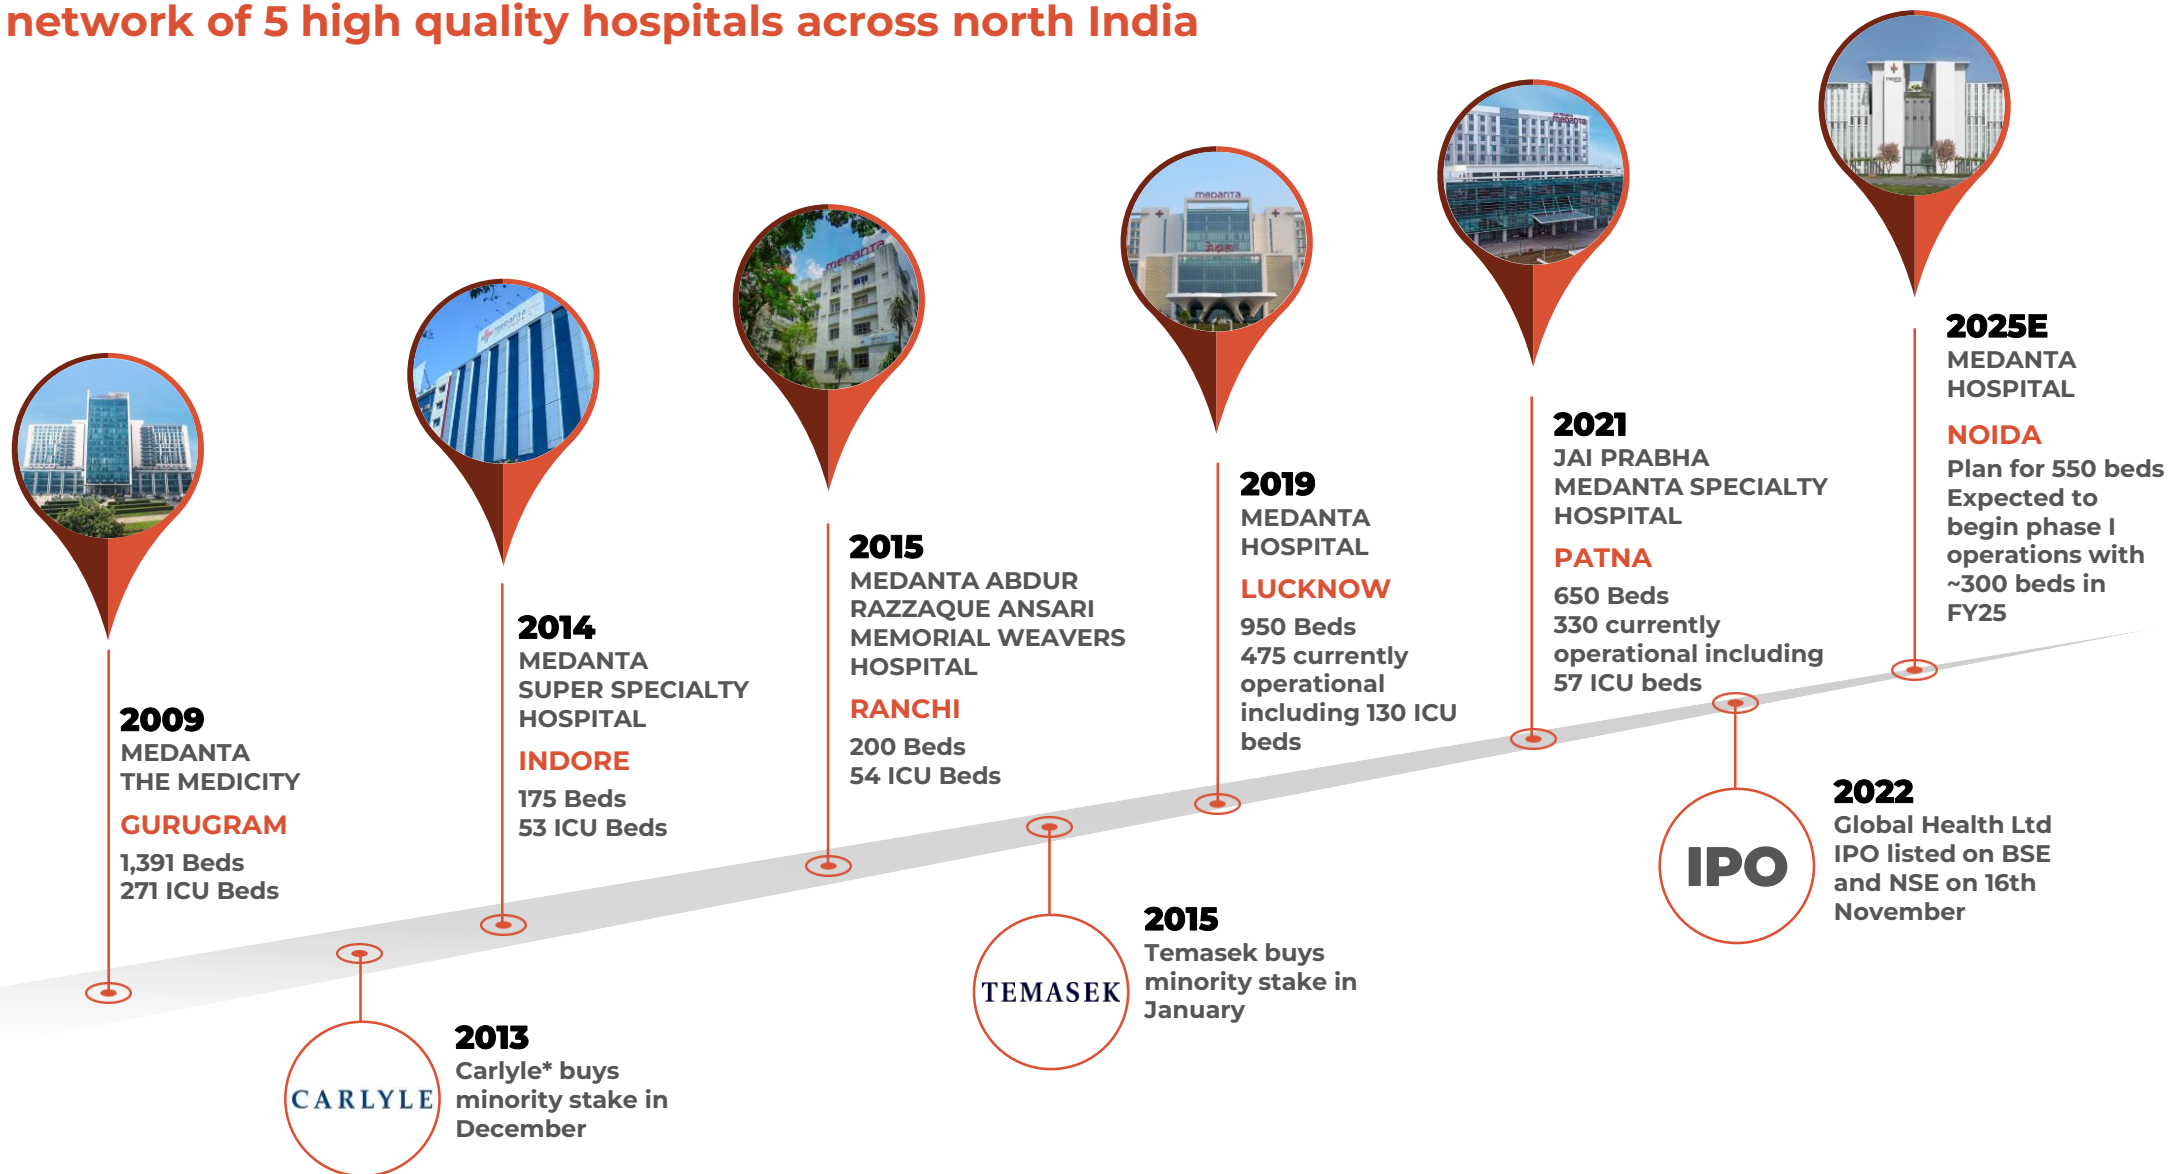 network of 5 high quality hospitals across north India
medanta
2009
MEDANTA
THE MEDICITY
GURUGRAM
1,391 Beds
271 ICU Beds
CARLYLE
2013
Carlyle* buys
minority stake in
December
medanta
2014
MEDANTA
SUPER SPECIALTY
HOSPITAL
INDORE
175 Beds
53 ICU Beds
medanta
2015
MEDANTA ABDUR
RAZZAQUE ANSARI
MEMORIAL WEAVERS
HOSPITAL
RANCHI
200 Beds
54 ICU Beds
TEMASEK
2015
Temasek buys
minority stake in
January
medanta
2019
MEDANTA
HOSPITAL
LUCKNOW
950 Beds
475 currently
operational
including 130 ICU
beds
medanta
2021
JAI PRABHA
MEDANTA SPECIALTY
HOSPITAL
PATNA
650 Beds
330 currently
operational including
57 ICU beds
IPO
2022
Global Health Ltd
IPO listed on BSE
and NSE on 16th
November
2025E
MEDANTA
HOSPITAL
NOIDA
Plan for 550 beds
Expected to
begin phase I
operations with
~300 beds in
FY25